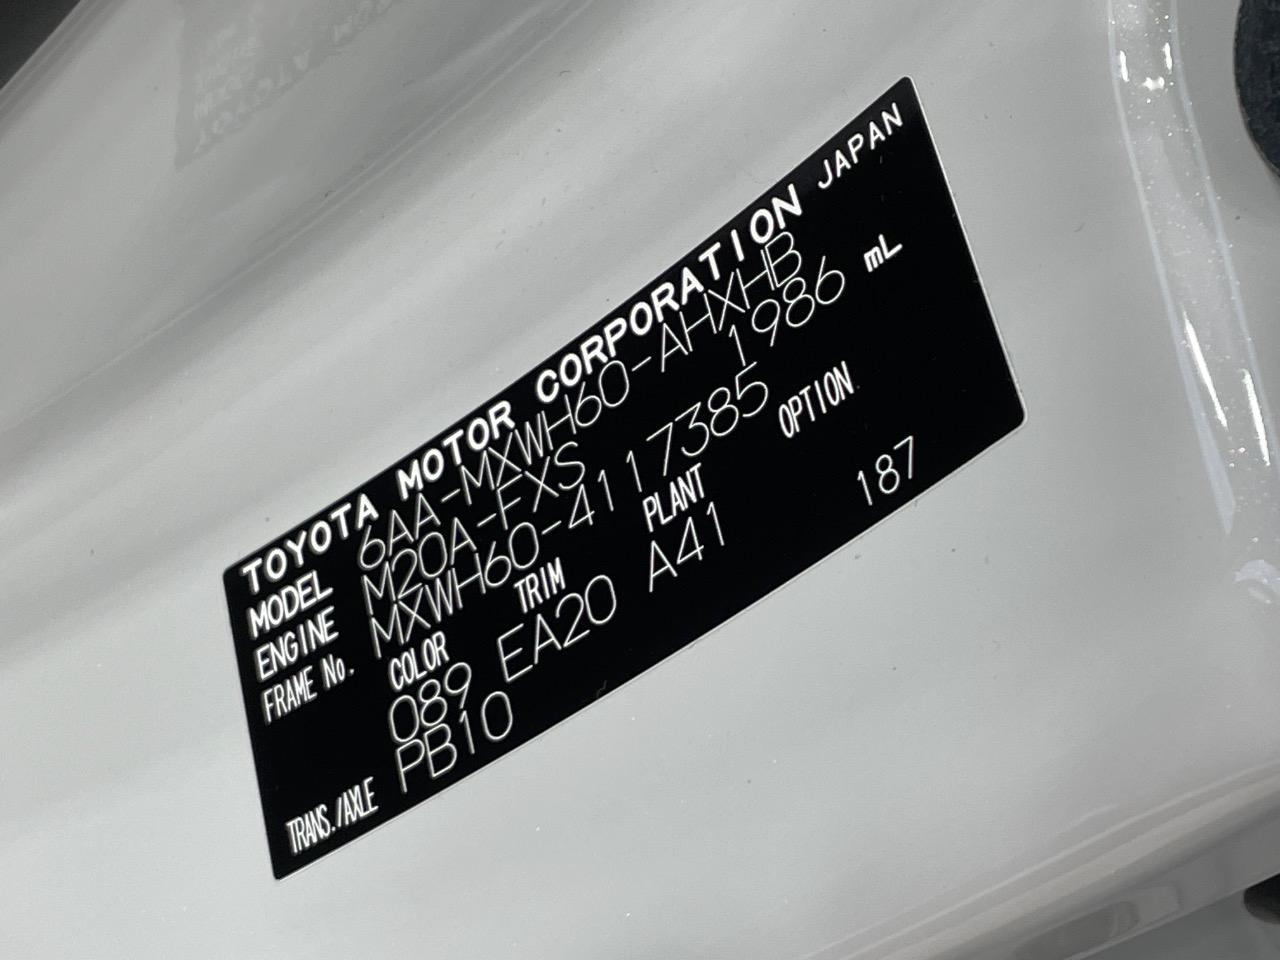 TOYOTA MOTOR CORPORATION JAPAN
MODEL 6AA-MXWH60-AHXHB
ENGINE M20A-FXS 1986 mL
FRAME No. MXWH60-4117385
COLOR TRIM PLANT OPTION
089 EA20 A41 187
TRANS./AXLE PB10